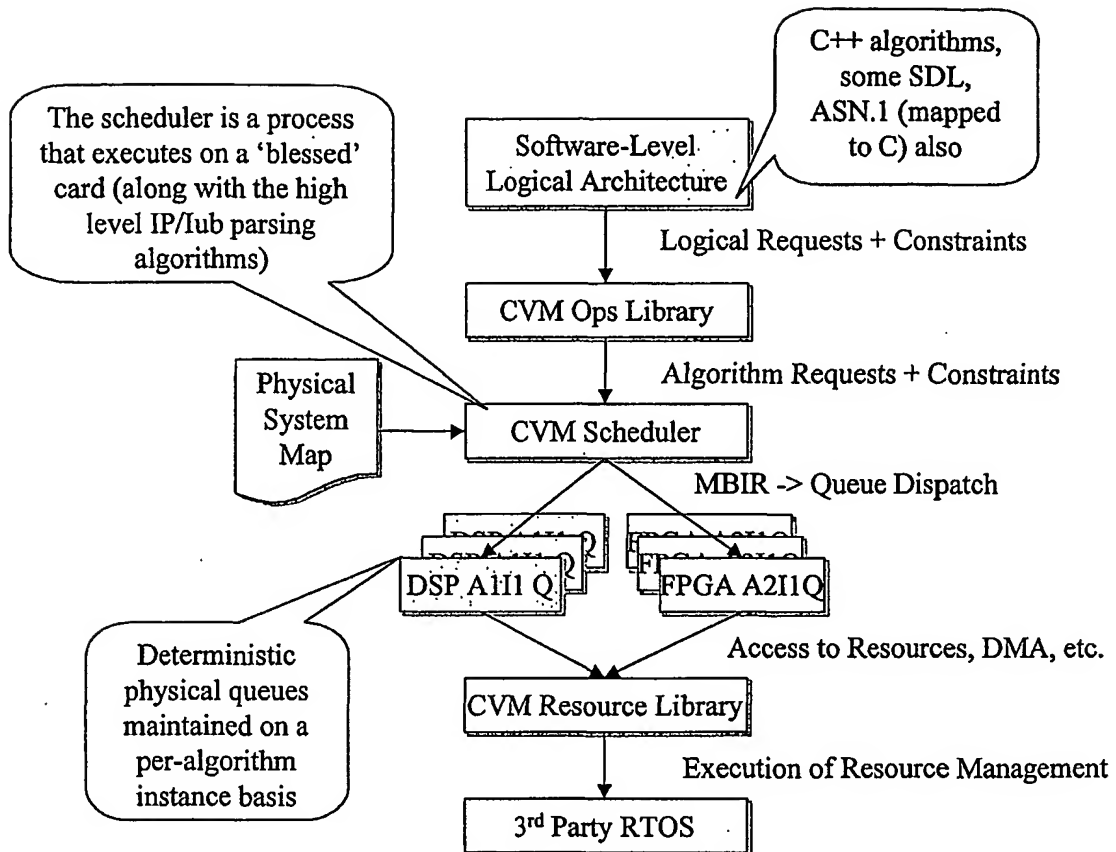 C++ algorithms,
some SDL,
ASN.1 (mapped
to C) also
The scheduler is a process
that executes on a ‘blessed’
card (along with the high
level IP/Iub parsing
algorithms)
Software-Level
Logical Architecture
Logical Requests + Constraints
CVM Ops Library
Algorithm Requests + Constraints
Physical
System
Map
CVM Scheduler
MBIR -> Queue Dispatch
DSP A1I1 Q
FPGA A2I1Q
Access to Resources, DMA, etc.
Deterministic
physical queues
maintained on a
per-algorithm
instance basis
CVM Resource Library
Execution of Resource Management
3rd Party RTOS